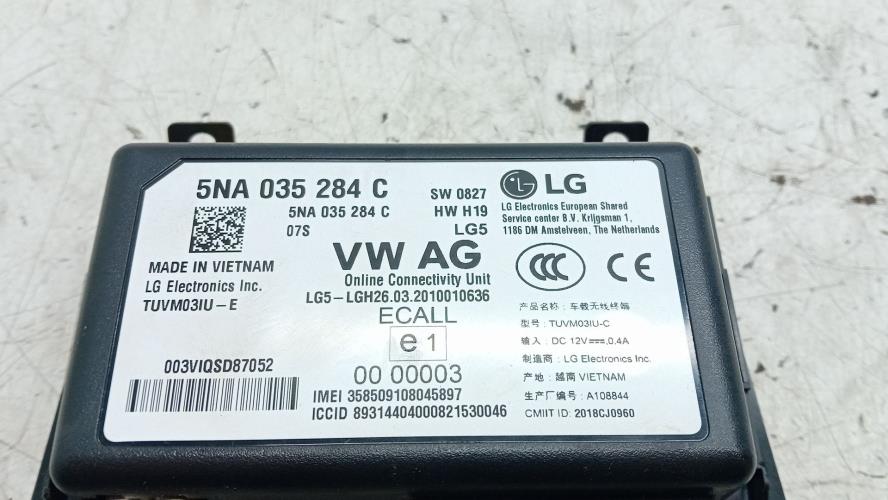 5NA 035 284 C
5NA 035 284 C
07S
SW 0827
HW H19
LG5
LG
LG Electronics European Shared
Service center B.V. Krijgsman 1,
1186 DM Amstelveen, The Netherlands
MADE IN VIETNAM
LG Electronics Inc.
TUVM03IU-E
003VIQSD87052
VW AG
Online Connectivity Unit
LG5-LGH26.03.2010010636
ECALL
e1
00 00003
IMEI 358509108045897
ICCID 89314404000821530046
CCC
CE
产品名称: 车载无线终端
型号: TUVM03IU-C
输入: DC 12V⎓, 0.4A
制造商: LG Electronics Inc.
产地: 越南 VIETNAM
生产厂编号: A108844
CMIIT ID: 2018CJ0960